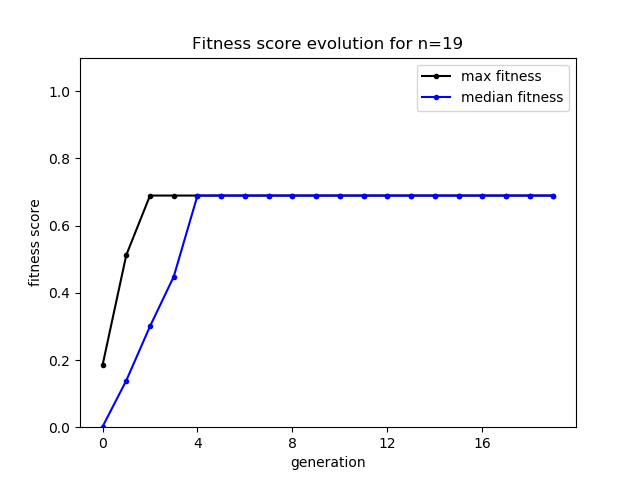 Fitness score evolution for n=19
max fitness
median fitness
1.0
0.8
0.6
0.4
0.2
0.0
fitness score
0 4 8 12 16
generation